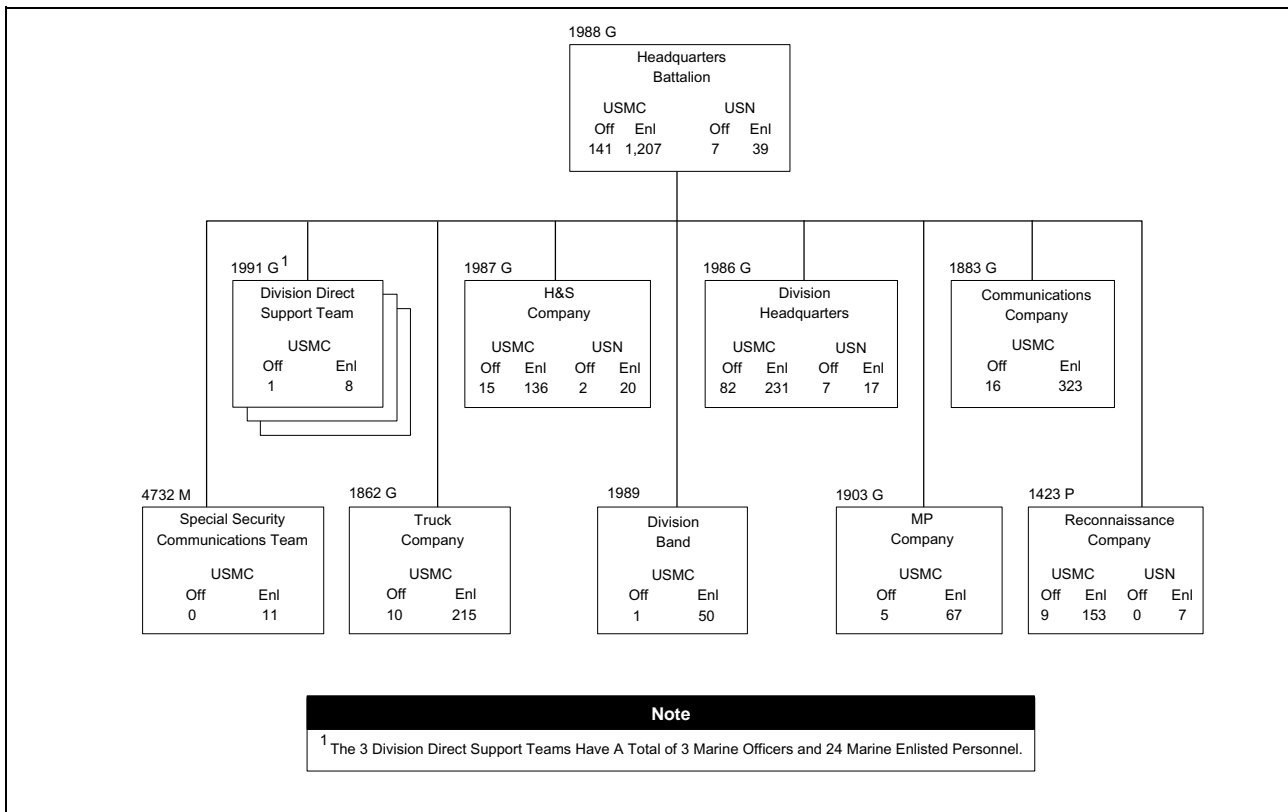 1988 G
Headquarters
Battalion
USMC USN
Off Enl Off Enl
141 1,207 7 39
1991 G 1
Division Direct
Support Team
USMC
Off Enl
1 8
1987 G
H&S
Company
USMC USN
Off Enl Off Enl
15 136 2 20
1986 G
Division
Headquarters
USMC USN
Off Enl Off Enl
82 231 7 17
1883 G
Communications
Company
USMC
Off Enl
16 323
4732 M
Special Security
Communications Team
USMC
Off Enl
0 11
1862 G
Truck
Company
USMC
Off Enl
10 215
1989
Division
Band
USMC
Off Enl
1 50
1903 G
MP
Company
USMC
Off Enl
5 67
1423 P
Reconnaissance
Company
USMC USN
Off Enl Off Enl
9 153 0 7
Note
1 The 3 Division Direct Support Teams Have A Total of 3 Marine Officers and 24 Marine Enlisted Personnel.